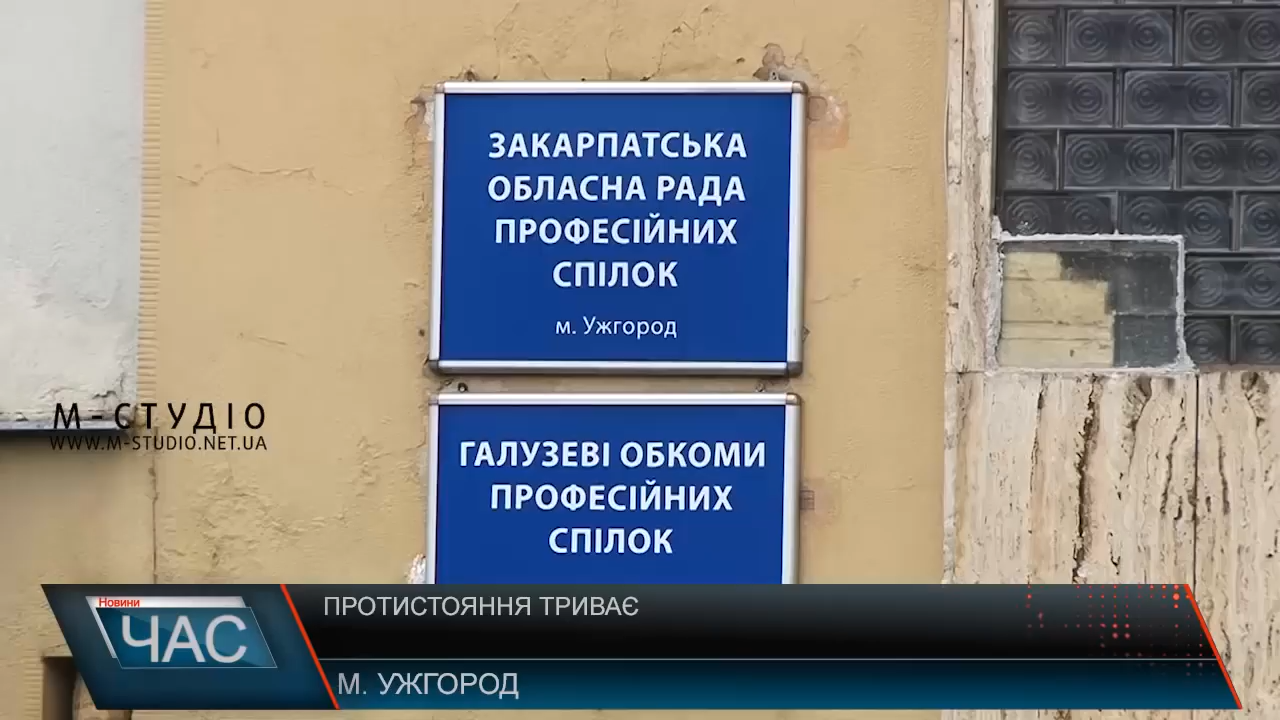 ЗАКАРПАТСЬКА
ОБЛАСНА РАДА
ПРОФЕСІЙНИХ
СПІЛОК
м. Ужгород
ГАЛУЗЕВІ ОБКОМИ
ПРОФЕСІЙНИХ
СПІЛОК
М-СТУДІО
WWW.M-STUDIO.NET.UA
Новини
ЧАС
ПРОТИСТОЯННЯ ТРИВАЄ
М. УЖГОРОД